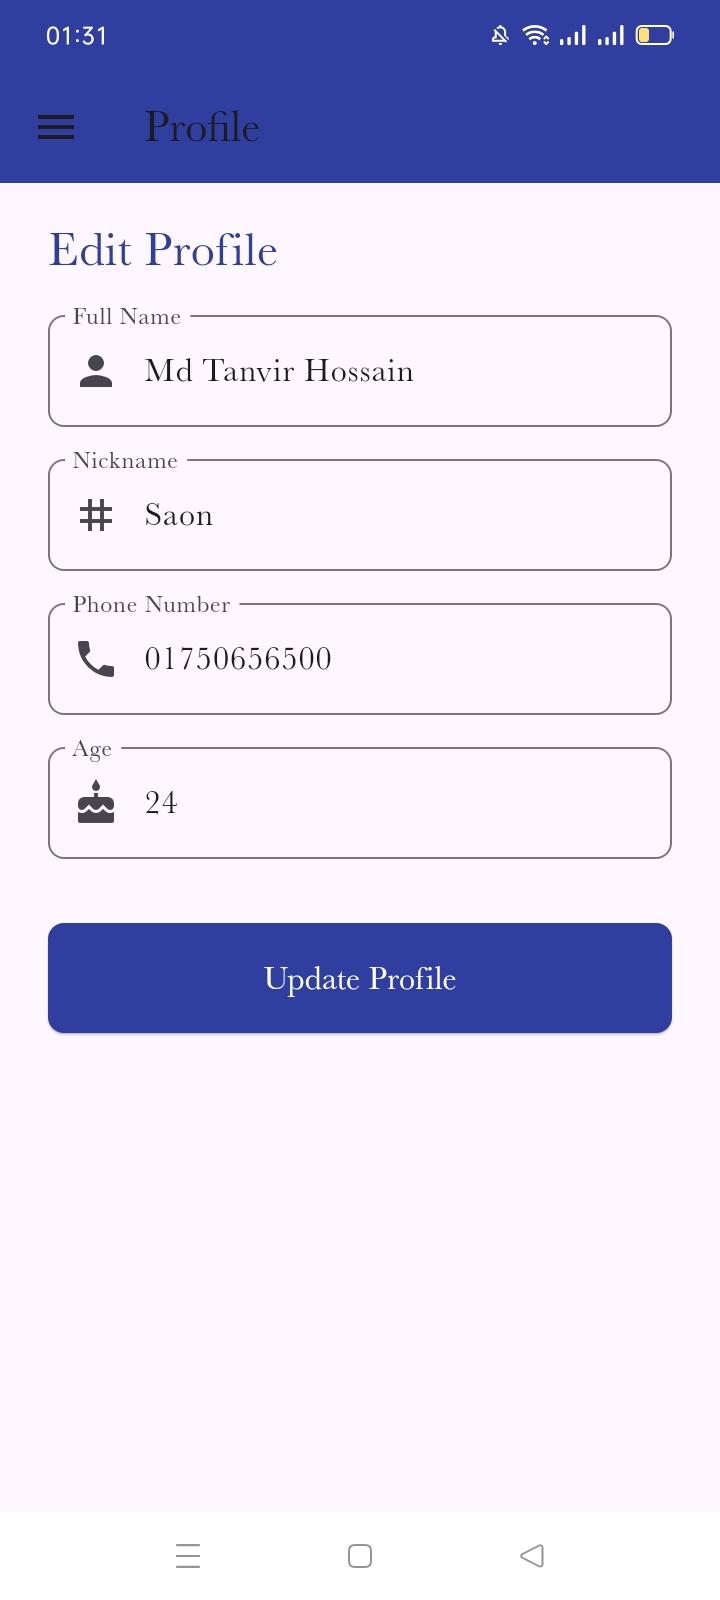 01:31
Profile
Edit Profile
Full Name
Md Tanvir Hossain
Nickname
Saon
Phone Number
01750656500
Age
24
Update Profile